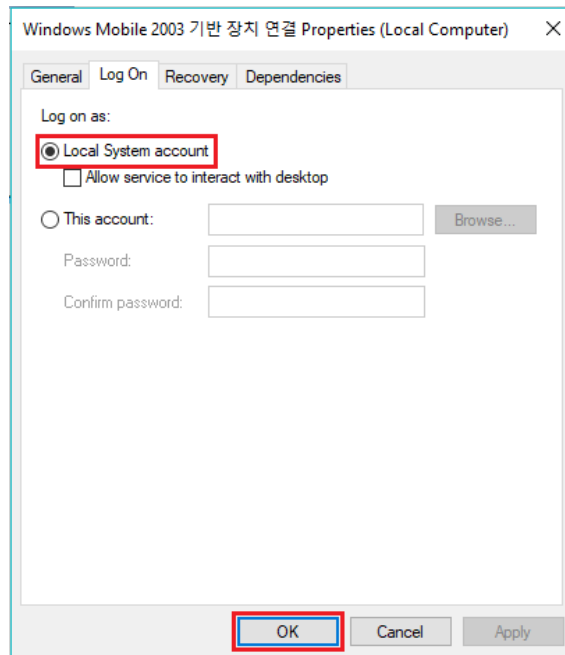 Windows Mobile 2003 기반 장치 연결 Properties (Local Computer)
General Log On Recovery Dependencies
Log on as:
Local System account
Allow service to interact with desktop
This account: Browse...
Password:
Confirm password:
OK Cancel Apply